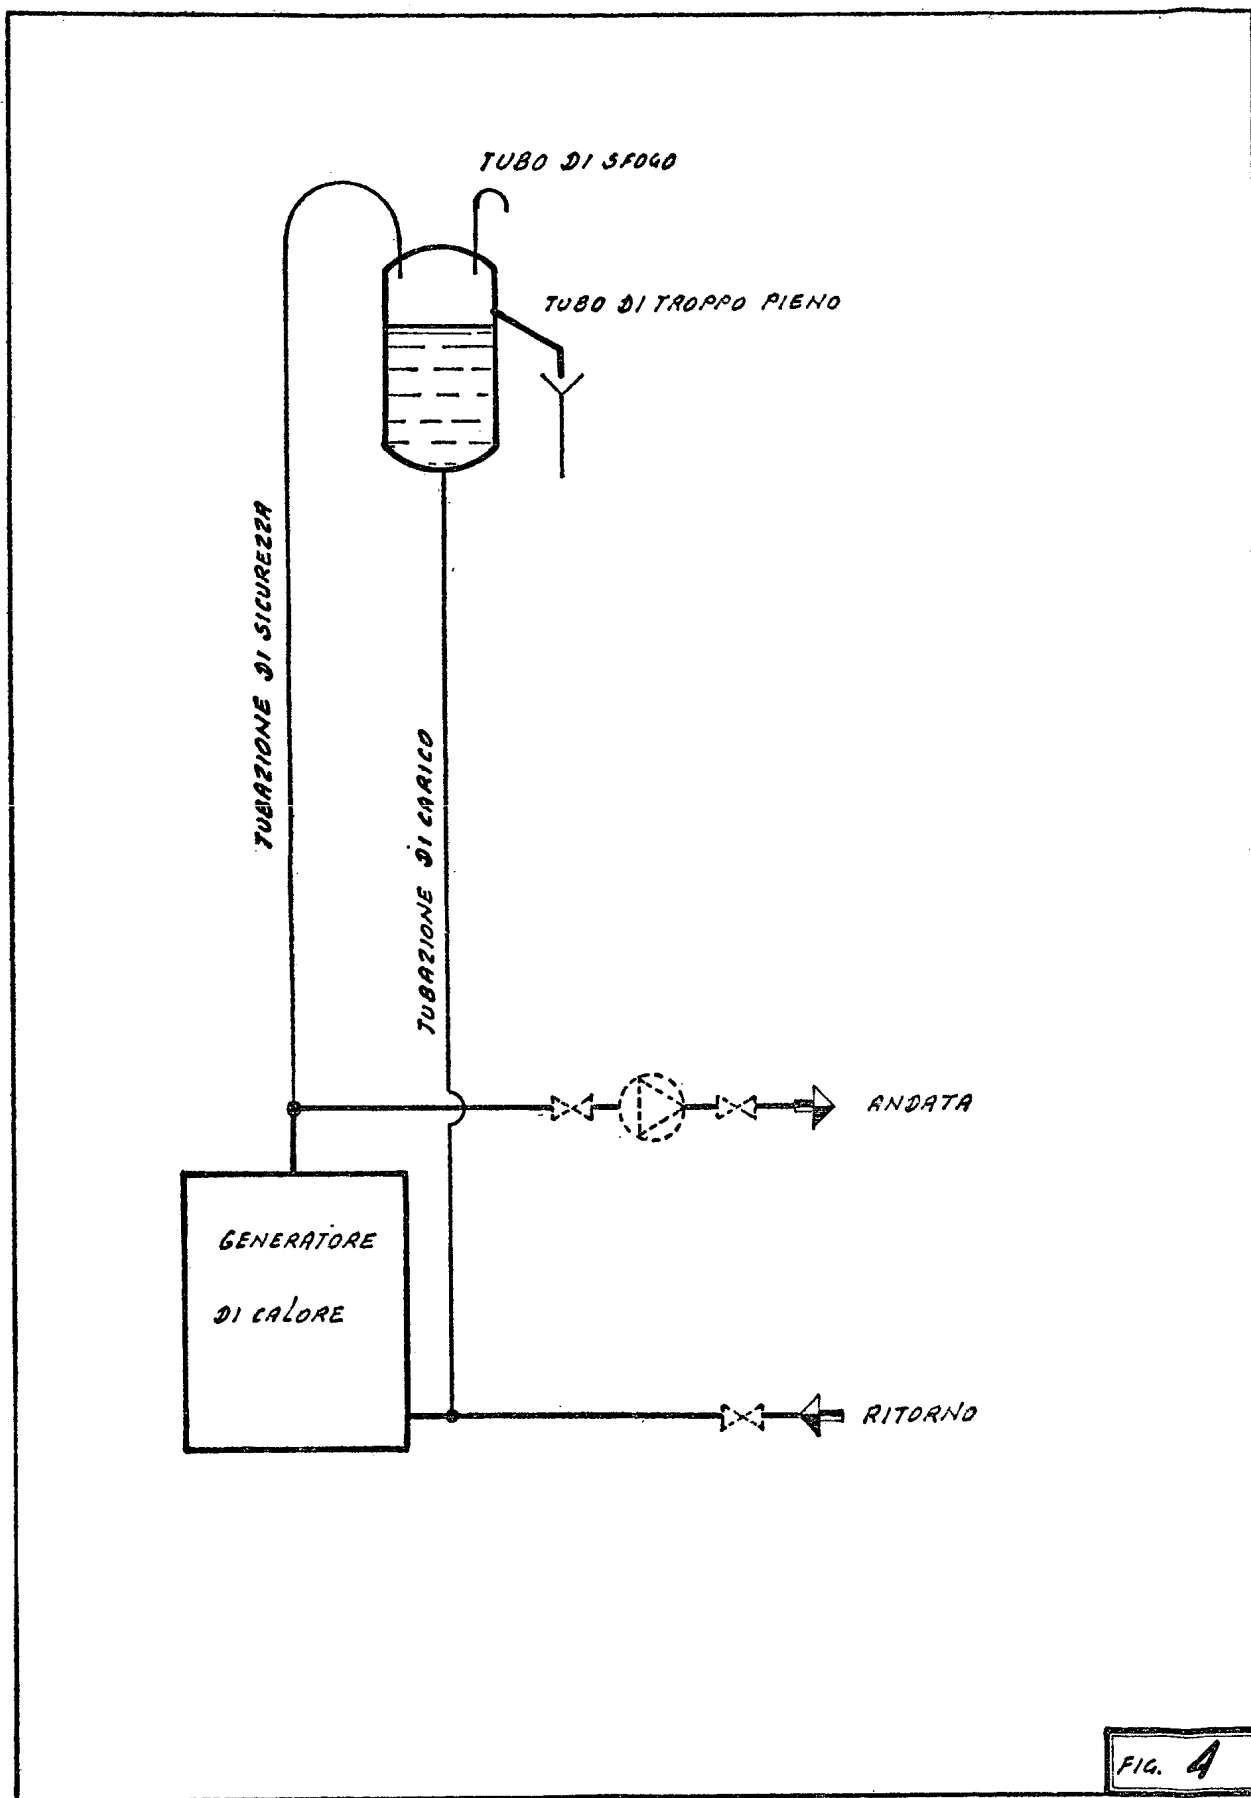 TUBO DI SFOGO
TUBO DI TROPPO PIENO
TUBAZIONE DI SICUREZZA
TUBAZIONE DI CARICO
ANDATA
GENERATORE
DI CALORE
RITORNO
FIG. 1